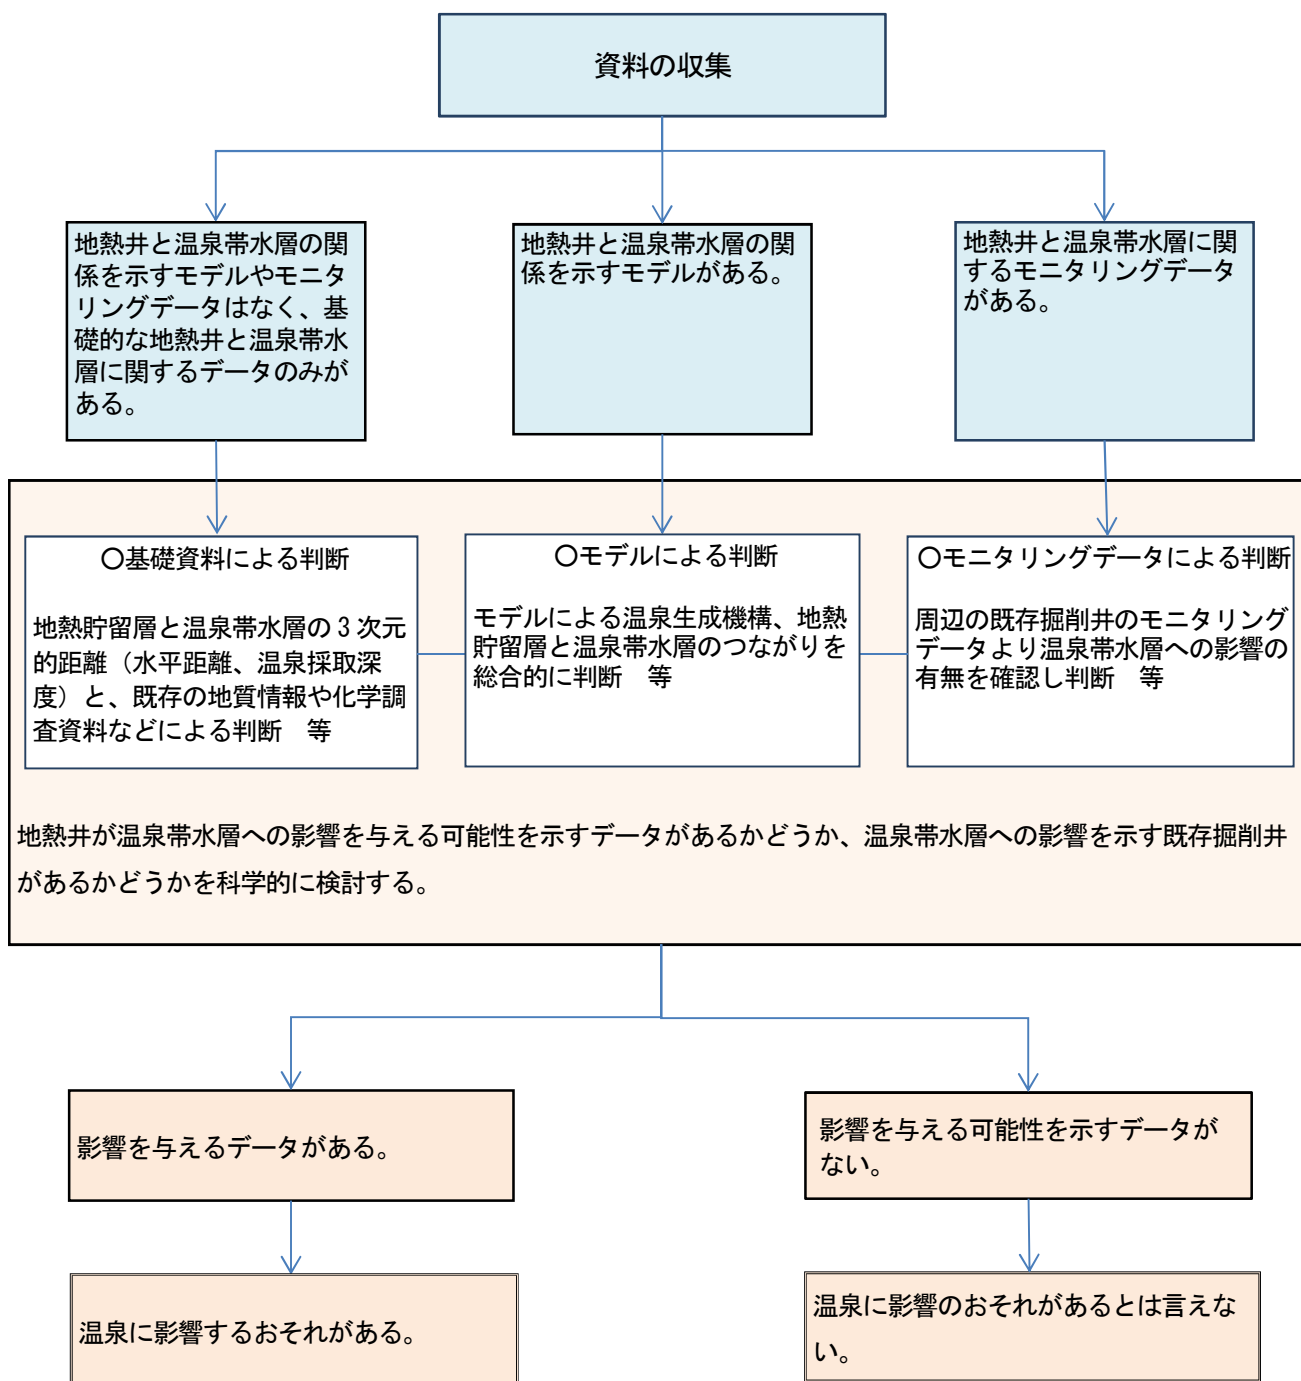 資料の収集
地熱井と温泉帯水層の関
係を示すモデルやモニタ
リングデータはなく、基
礎的な地熱井と温泉帯水
層に関するデータのみが
ある。
地熱井と温泉帯水層の関
係を示すモデルがある。
地熱井と温泉帯水層に関
するモニタリングデータ
がある。
〇基礎資料による判断
地熱貯留層と温泉帯水層の 3 次元
的距離（水平距離、温泉採取深
度）と、既存の地質情報や化学調
査資料などによる判断　等
〇モデルによる判断
モデルによる温泉生成機構、地熱
貯留層と温泉帯水層のつながりを
総合的に判断　等
〇モニタリングデータによる判断
周辺の既存掘削井のモニタリング
データより温泉帯水層への影響の
有無を確認し判断　等
地熱井が温泉帯水層への影響を与える可能性を示すデータがあるかどうか、温泉帯水層への影響を示す既存掘削井
があるかどうかを科学的に検討する。
影響を与えるデータがある。
影響を与える可能性を示すデータが
ない。
温泉に影響するおそれがある。
温泉に影響のおそれがあるとは言えな
い。